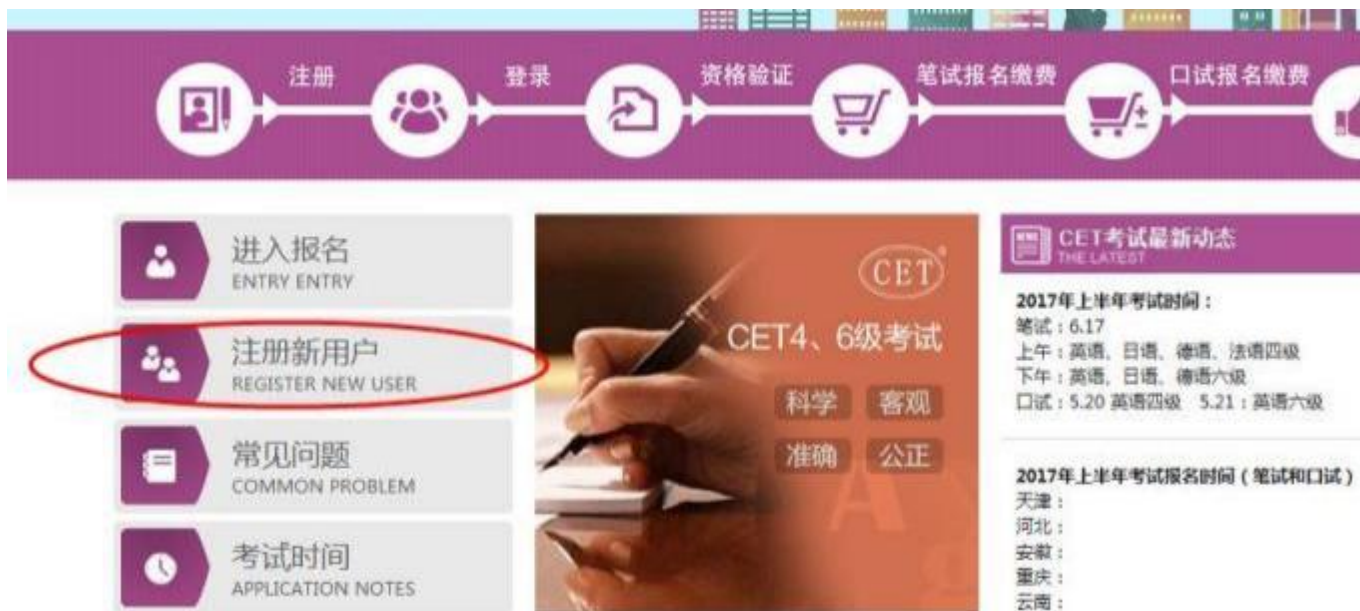 注册
登录
资格验证
笔试报名缴费
口试报名缴费
进入报名
ENTRY ENTRY
注册新用户
REGISTER NEW USER
常见问题
COMMON PROBLEM
考试时间
APPLICATION NOTES
CET
CET4、6级考试
科学 客观
准确 公正
NEWS
CET考试最新动态
THE LATEST
2017年上半年考试时间：
笔试：6.17
上午：英语、日语、德语、法语四级
下午：英语、日语、德语六级
口试：5.20 英语四级 5.21：英语六级
2017年上半年考试报名时间（笔试和口试）
天津：
河北：
安徽：
重庆：
云南：